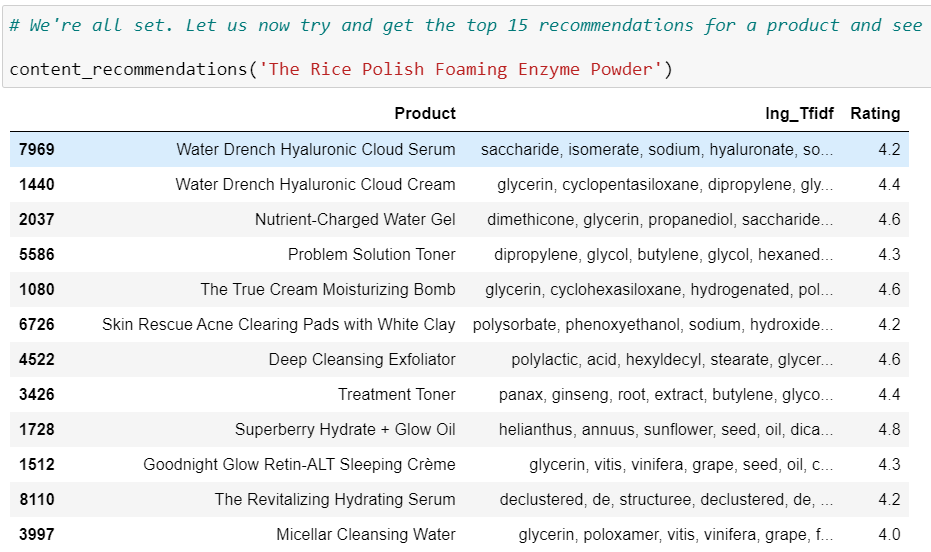 # We're all set. Let us now try and get the top 15 recommendations for a product and see
content_recommendations('The Rice Polish Foaming Enzyme Powder')
Product Ing_Tfidf Rating
7969 Water Drench Hyaluronic Cloud Serum saccharide, isomerate, sodium, hyaluronate, so... 4.2
1440 Water Drench Hyaluronic Cloud Cream glycerin, cyclopentasiloxane, dipropylene, gly... 4.4
2037 Nutrient-Charged Water Gel dimethicone, glycerin, propanediol, saccharide... 4.6
5586 Problem Solution Toner dipropylene, glycol, butylene, glycol, hexaned... 4.3
1080 The True Cream Moisturizing Bomb glycerin, cyclohexasiloxane, hydrogenated, pol... 4.6
6726 Skin Rescue Acne Clearing Pads with White Clay polysorbate, phenoxyethanol, sodium, hydroxide... 4.2
4522 Deep Cleansing Exfoliator polylactic, acid, hexyldecyl, stearate, glycer... 4.6
3426 Treatment Toner panax, ginseng, root, extract, butylene, glyco... 4.4
1728 Superberry Hydrate + Glow Oil helianthus, annuus, sunflower, seed, oil, dica... 4.8
1512 Goodnight Glow Retin-ALT Sleeping Crème glycerin, vitis, vinifera, grape, seed, oil, c... 4.3
8110 The Revitalizing Hydrating Serum declustered, de, structuree, declustered, de, ... 4.2
3997 Micellar Cleansing Water glycerin, poloxamer, vitis, vinifera, grape, f... 4.0